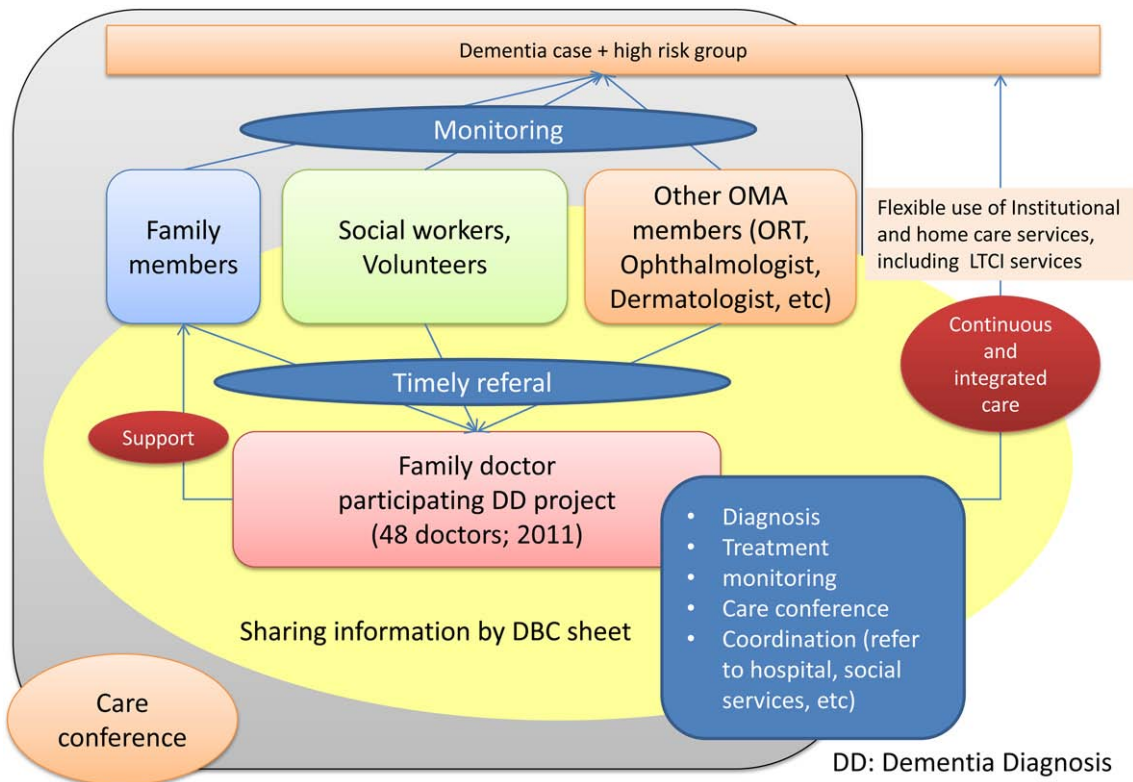 Dementia case + high risk group
Monitoring
Family
members
Social workers,
Volunteers
Other OMA
members (ORT,
Ophthalmologist,
Dermatologist, etc)
Flexible use of Institutional
and home care services,
including LTCI services
Continuous
and
integrated
care
Timely referal
Support
Family doctor
participating DD project
(48 doctors; 2011)
• Diagnosis
• Treatment
• monitoring
• Care conference
• Coordination (refer
to hospital, social
services, etc)
Sharing information by DBC sheet
Care
conference
DD: Dementia Diagnosis